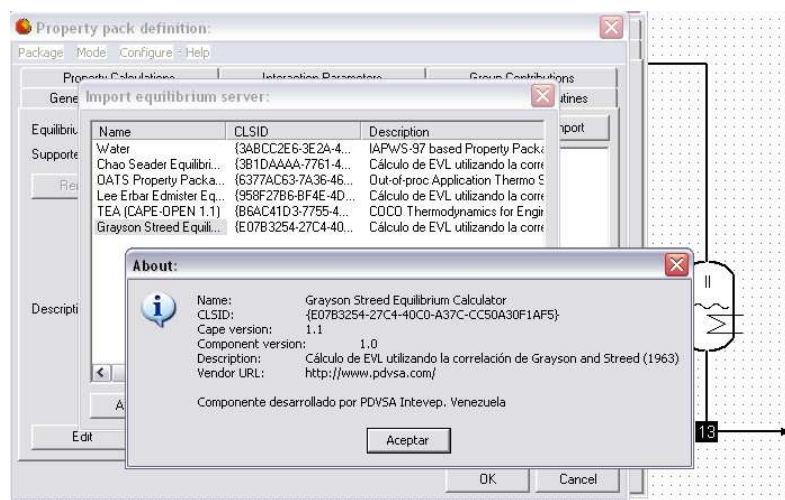 Property pack definition:
Package Mode Configure - Help
Property Calculations Interaction Parameters Group Contributions
Import equilibrium server:
Name CLSID Description
Water {3ABCC2E6-3E2A-4... IAPWS-97 based Property Packa
Chao Seader Equilibri... {3B1DAAAA-7761-4... Cálculo de EVL utilizando la corre
OATS Property Packa... {6377AC63-7A36-46... Out-of-proc Application Thermo S
Lee Erbar Edmister Eq... {958F27B6-BF4E-4D... Cálculo de EVL utilizando la corre
TEA (CAPE-OPEN 1.1) {B6AC41D3-7755-4... COCO Thermodynamics for Engir
Grayson Streed Equili... {E07B3254-27C4-40... Cálculo de EVL utilizando la corre
About:
Name: Grayson Streed Equilibrium Calculator
CLSID: {E07B3254-27C4-40C0-A37C-CC50A30F1AF5}
Cape version: 1.1
Component version: 1.0
Description: Cálculo de EVL utilizando la correlación de Grayson and Streed (1963)
Vendor URL: http://www.pdvsa.com/
Componente desarrollado por PDVSA Intevep. Venezuela
Aceptar
Edit
OK Cancel
13